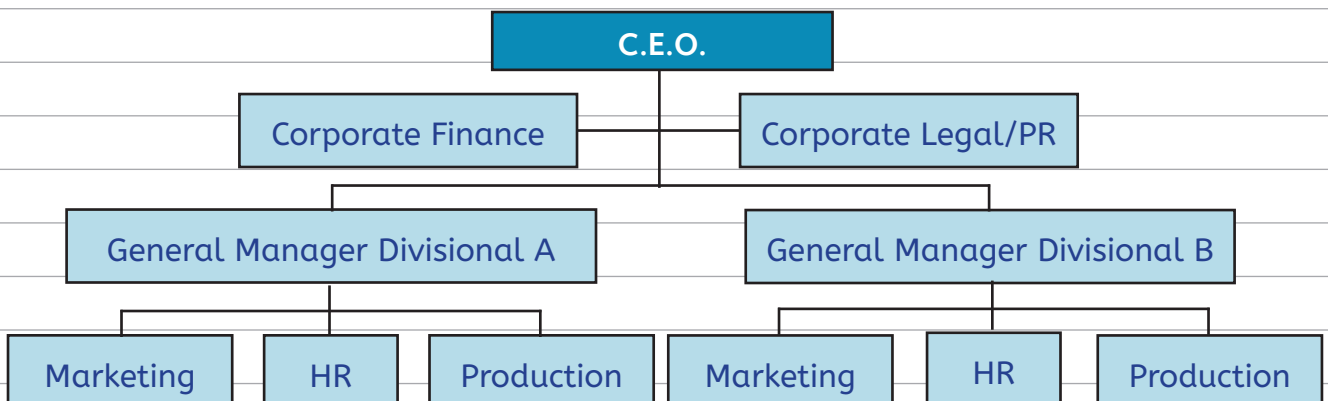 C.E.O.
Corporate Finance
Corporate Legal/PR
General Manager Divisional A
General Manager Divisional B
Marketing
HR
Production
Marketing
HR
Production